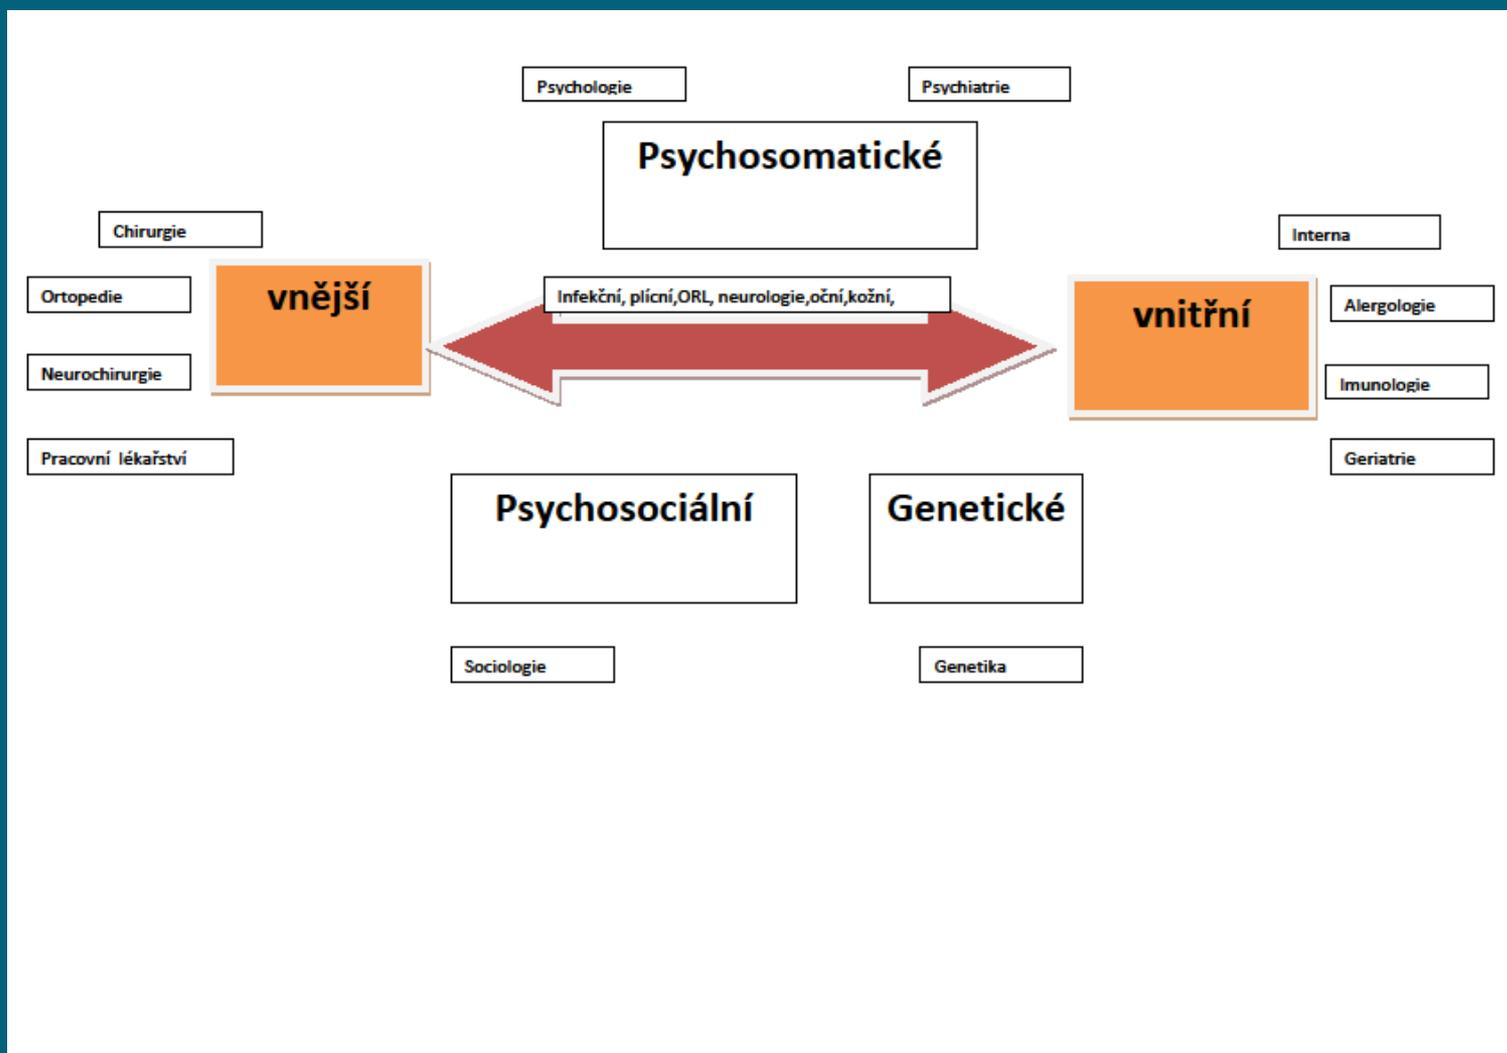 Psychologie
Psychiatrie
Psychosomatické
Chirurgie
Interna
Ortopedie
vnější
Infekční, plícní,ORL, neurologie,oční,kožní,
vnitřní
Alergologie
Neurochirurgie
Imunologie
Pracovní lékařství
Geriatrie
Psychosociální
Genetické
Sociologie
Genetika